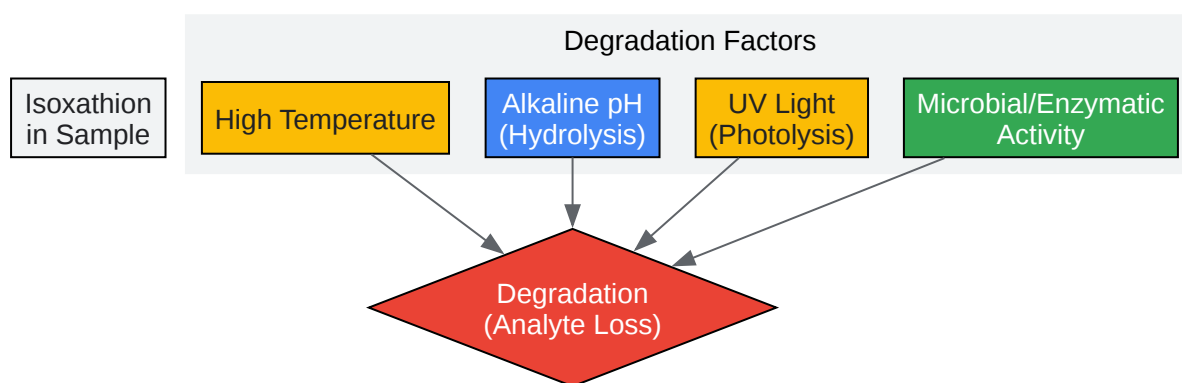 Degradation Factors
Isoxathion
in Sample
High Temperature
Alkaline pH
(Hydrolysis)
UV Light
(Photolysis)
Microbial/Enzymatic
Activity
Degradation
(Analyte Loss)